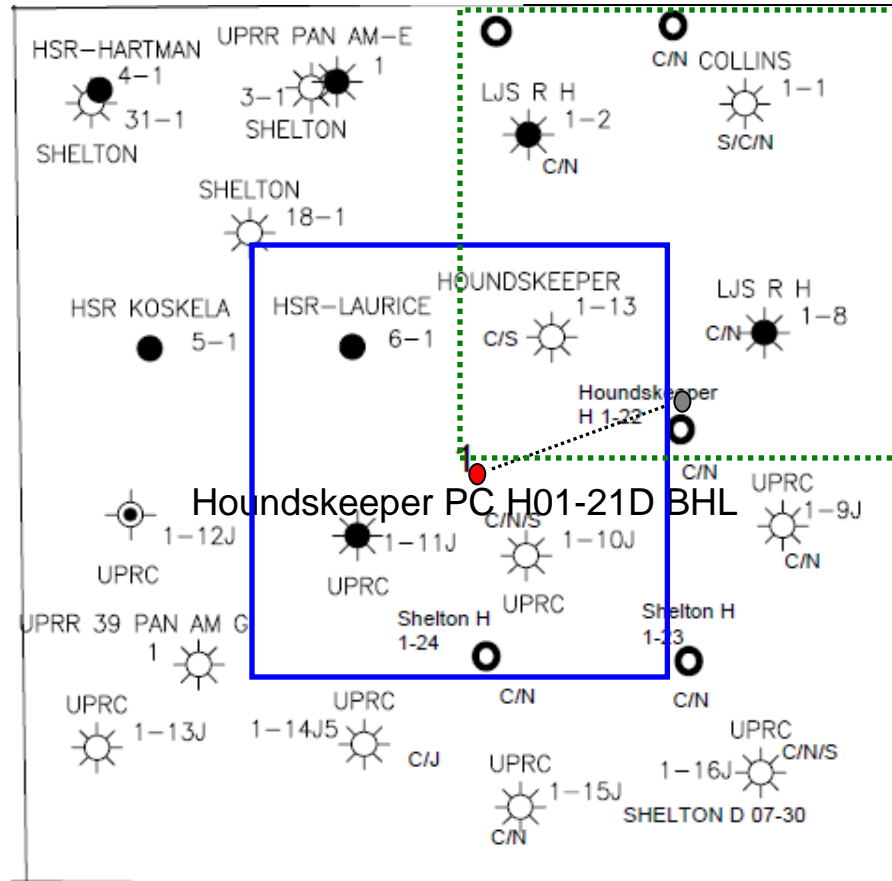 UPRR PAN AM-E
HSR-HARTMAN
4-1
1
3-1
31-1
SHELTON
SHELTON
C/N
COLLINS
1-1
S/C/N
LJS R H
1-2
C/N
SHELTON
18-1
HOUNDSKEEPER
1-13
C/S
LJS R H
1-8
C/N
HSR KOSKELA
5-1
HSR-LAURICE
6-1
Houndskeeper
H 1-22
C/N
1
Houndskeeper PC H01-21D BHL
UPRC
1-9J
C/N
1-12J
UPRC
1-11J
UPRC
C/N/S
1-10J
UPRC
Shelton H
1-24
C/N
Shelton H
1-23
C/N
UPRR 39 PAN AM G
1
UPRC
1-13J
UPRC
1-14J5
C/J
UPRC
1-15J
C/N
UPRC
C/N/S
1-16J
SHELTON D 07-30